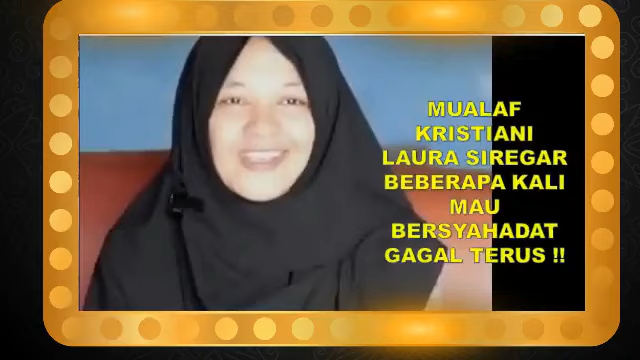 MUALAF
KRISTIANI
LAURA SIREGAR
BEBERAPA KALI
MAU
BERSYAHADAT
GAGAL TERUS !!